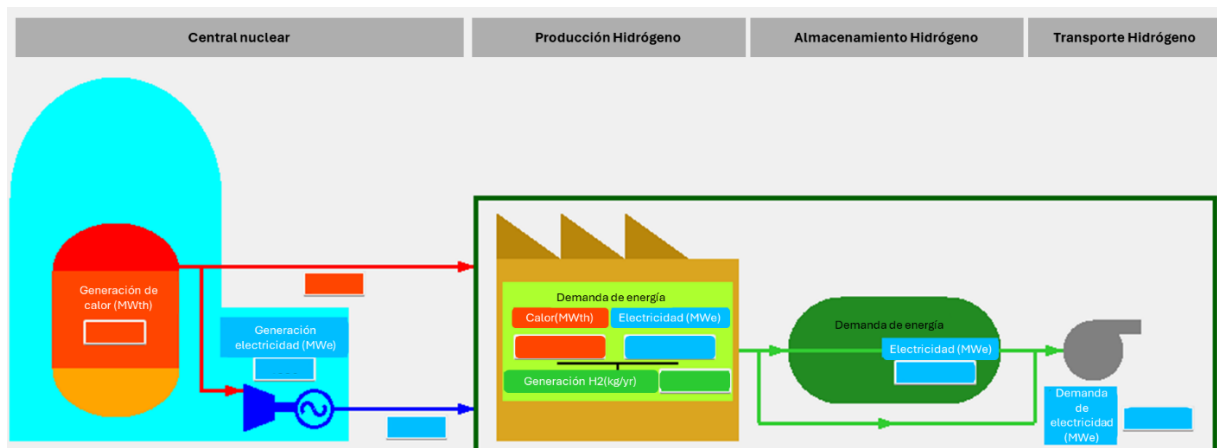 Central nuclear
Producción Hidrógeno
Almacenamiento Hidrógeno
Transporte Hidrógeno
Generación de
calor (MWth)
Generación
electricidad (MWe)
Demanda de energía
Calor(MWth)
Electricidad (MWe)
Generación H2(kg/yr)
Demanda de energía
Electricidad (MWe)
Demanda
de
electricidad
(MWe)